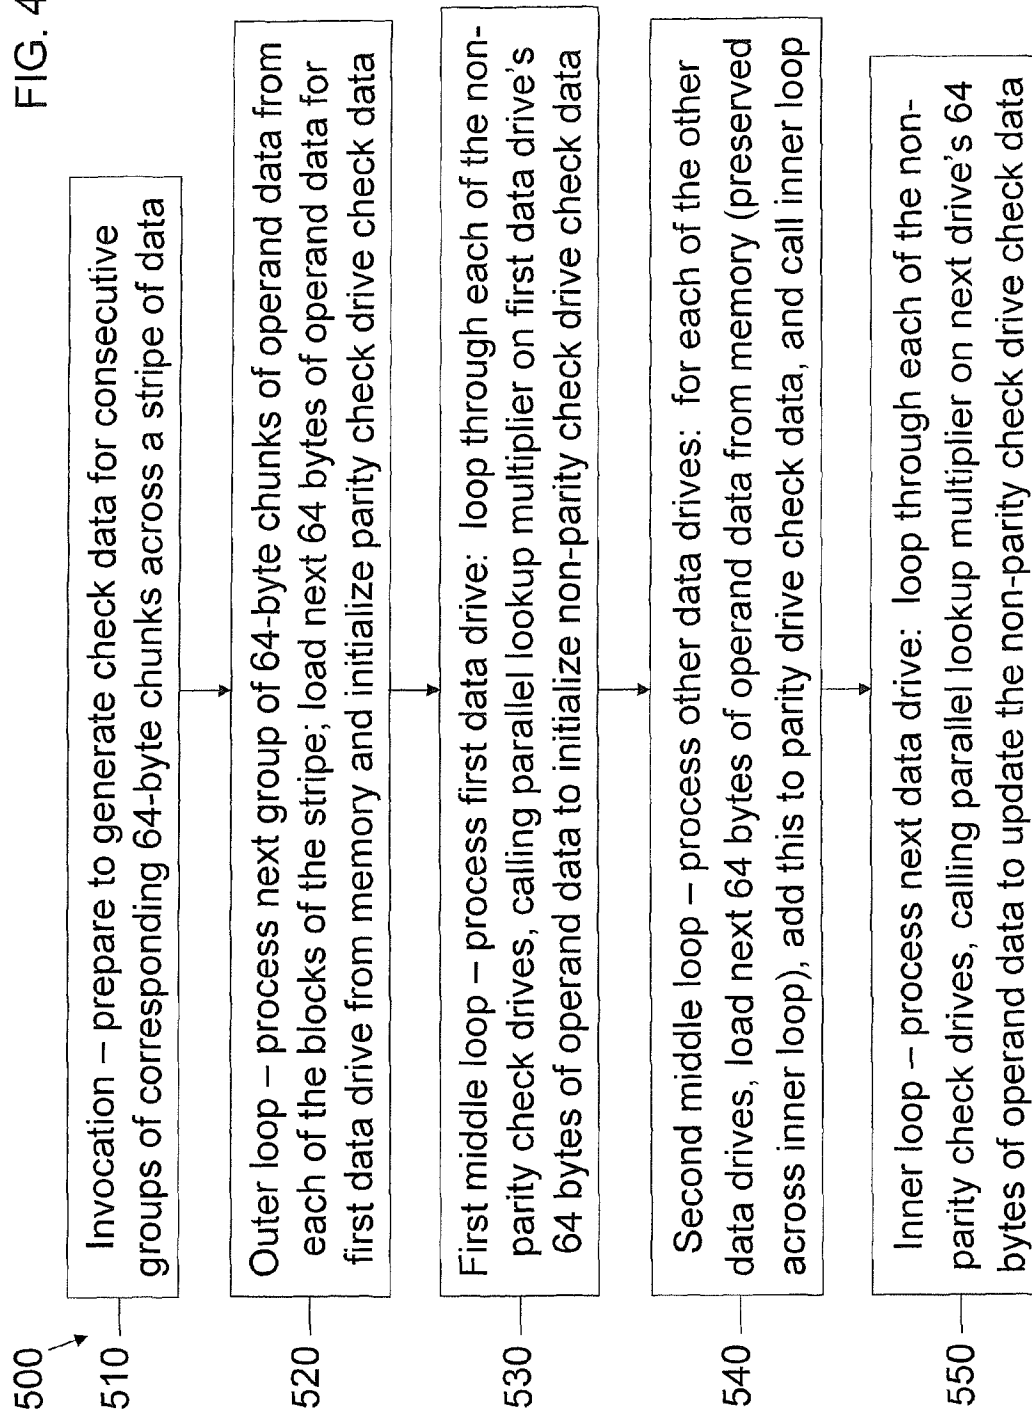 FIG. 4
500
510
Invocation – prepare to generate check data for consecutive
groups of corresponding 64-byte chunks across a stripe of data
520
Outer loop – process next group of 64-byte chunks of operand data from
each of the blocks of the stripe; load next 64 bytes of operand data for
first data drive from memory and initialize parity check drive check data
530
First middle loop – process first data drive: loop through each of the non-
parity check drives, calling parallel lookup multiplier on first data drive's
64 bytes of operand data to initialize non-parity check drive check data
540
Second middle loop – process other data drives: for each of the other
data drives, load next 64 bytes of operand data from memory (preserved
across inner loop), add this to parity drive check data, and call inner loop
550
Inner loop – process next data drive: loop through each of the non-
parity check drives, calling parallel lookup multiplier on next drive's 64
bytes of operand data to update the non-parity check drive check data